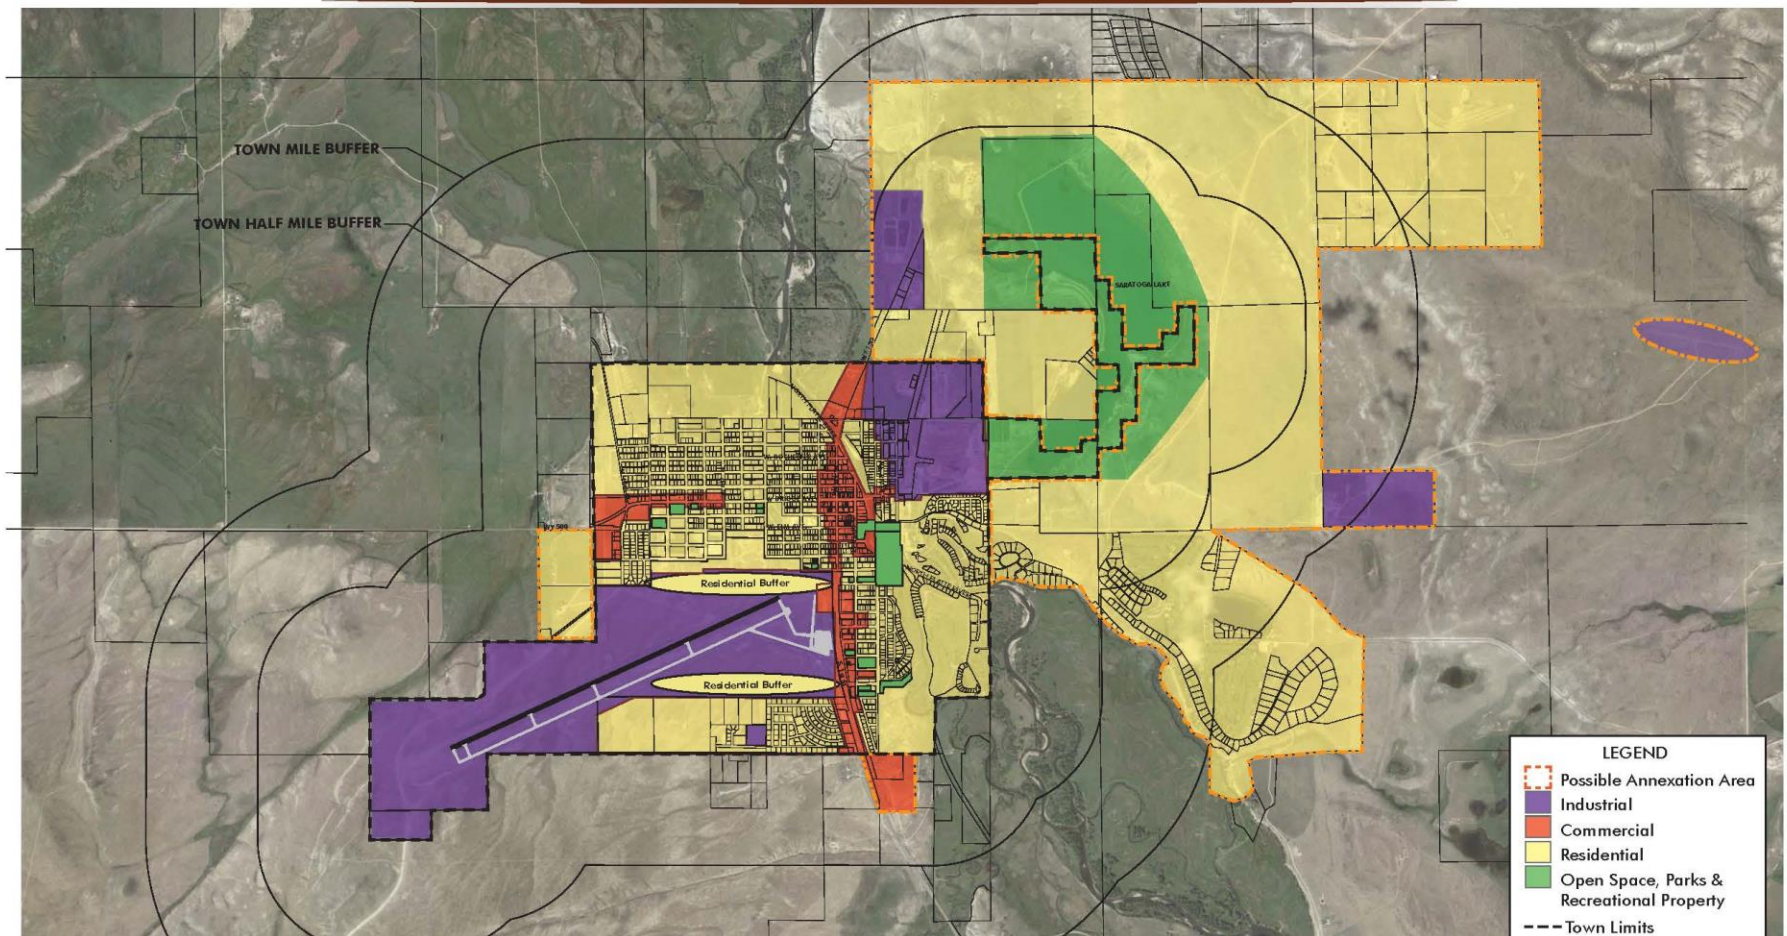 TOWN MILE BUFFER
TOWN HALF MILE BUFFER
Residential Buffer
Residential Buffer
LEGEND
Possible Annexation Area
Industrial
Commercial
Residential
Open Space, Parks &
Recreational Property
Town Limits